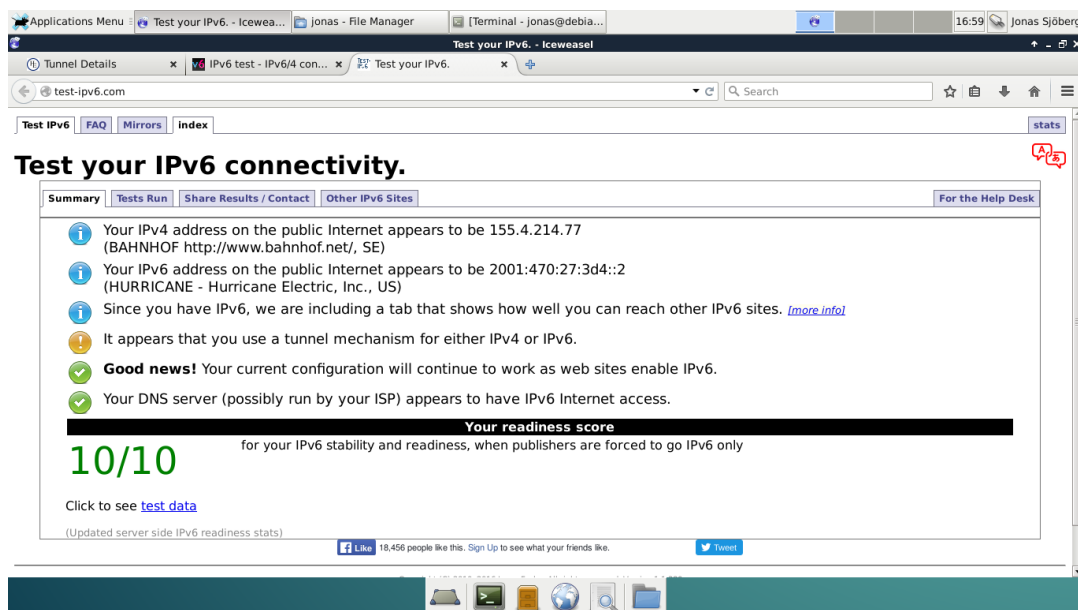 Applications Menu
Test your IPv6. - Icewea...
jonas - File Manager
[Terminal - jonas@debia...
16:59
Jonas Sjöberg
Test your IPv6. - Iceweasel
Tunnel Details
IPv6 test - IPv6/4 con...
Test your IPv6.
test-ipv6.com
Search
Test IPv6
FAQ
Mirrors
index
stats
Test your IPv6 connectivity.
Summary
Tests Run
Share Results / Contact
Other IPv6 Sites
For the Help Desk
Your IPv4 address on the public Internet appears to be 155.4.214.77
(BAHNHOF http://www.bahnhof.net/, SE)
Your IPv6 address on the public Internet appears to be 2001:470:27:3d4::2
(HURRICANE - Hurricane Electric, Inc., US)
Since you have IPv6, we are including a tab that shows how well you can reach other IPv6 sites. [more info]
It appears that you use a tunnel mechanism for either IPv4 or IPv6.
Good news! Your current configuration will continue to work as web sites enable IPv6.
Your DNS server (possibly run by your ISP) appears to have IPv6 Internet access.
Your readiness score
10/10
for your IPv6 stability and readiness, when publishers are forced to go IPv6 only
Click to see test data
(Updated server side IPv6 readiness stats)
Like
18,456 people like this. Sign Up to see what your friends like.
Tweet